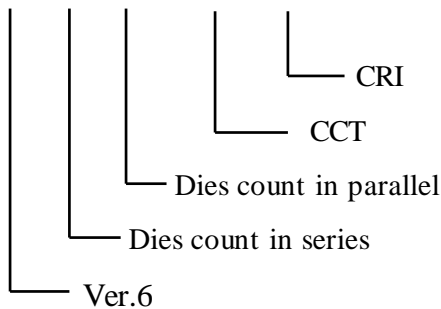 CRI
CCT
Dies count in parallel
Dies count in series
Ver.6